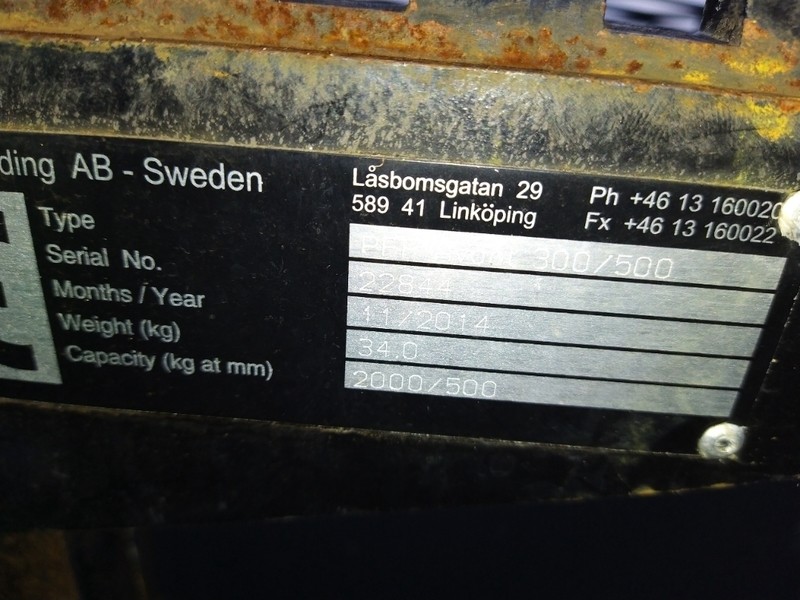 ding AB - Sweden
Låsbomsgatan 29 Ph +46 13 160020
589 41 Linköping Fx +46 13 160022
Type 300/500
Serial No. 22844
Months / Year 11/2014
Weight (kg) 34.0
Capacity (kg at mm) 2000/500